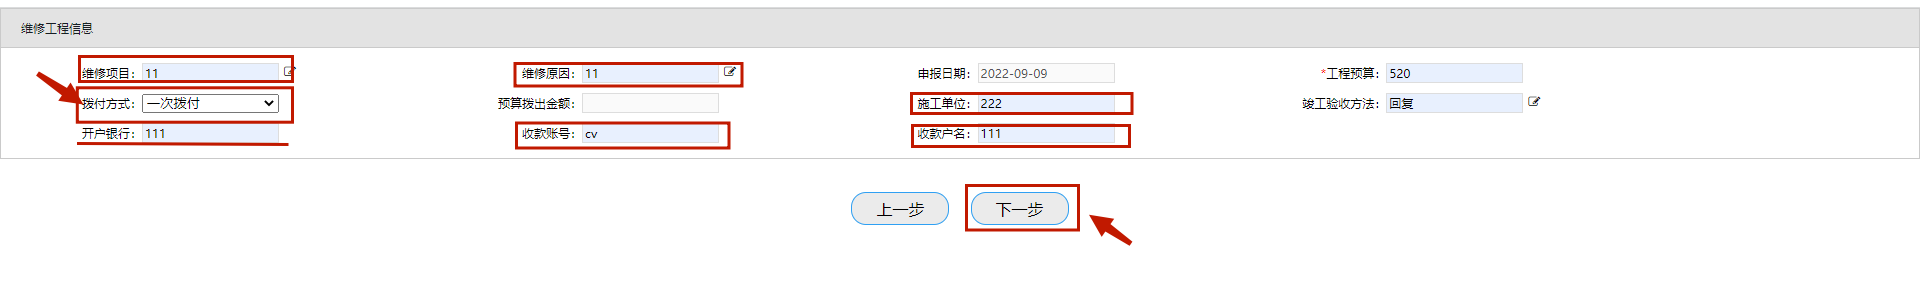 维修工程信息
维修项目: 11 维修原因: 11 申报日期: 2022-09-09 *工程预算: 520
拨付方式: 一次拨付 预算拨出金额: 施工单位: 222 竣工验收方法: 回复
开户银行: 111 收款账号: cv 收款户名: 111
上一步 下一步